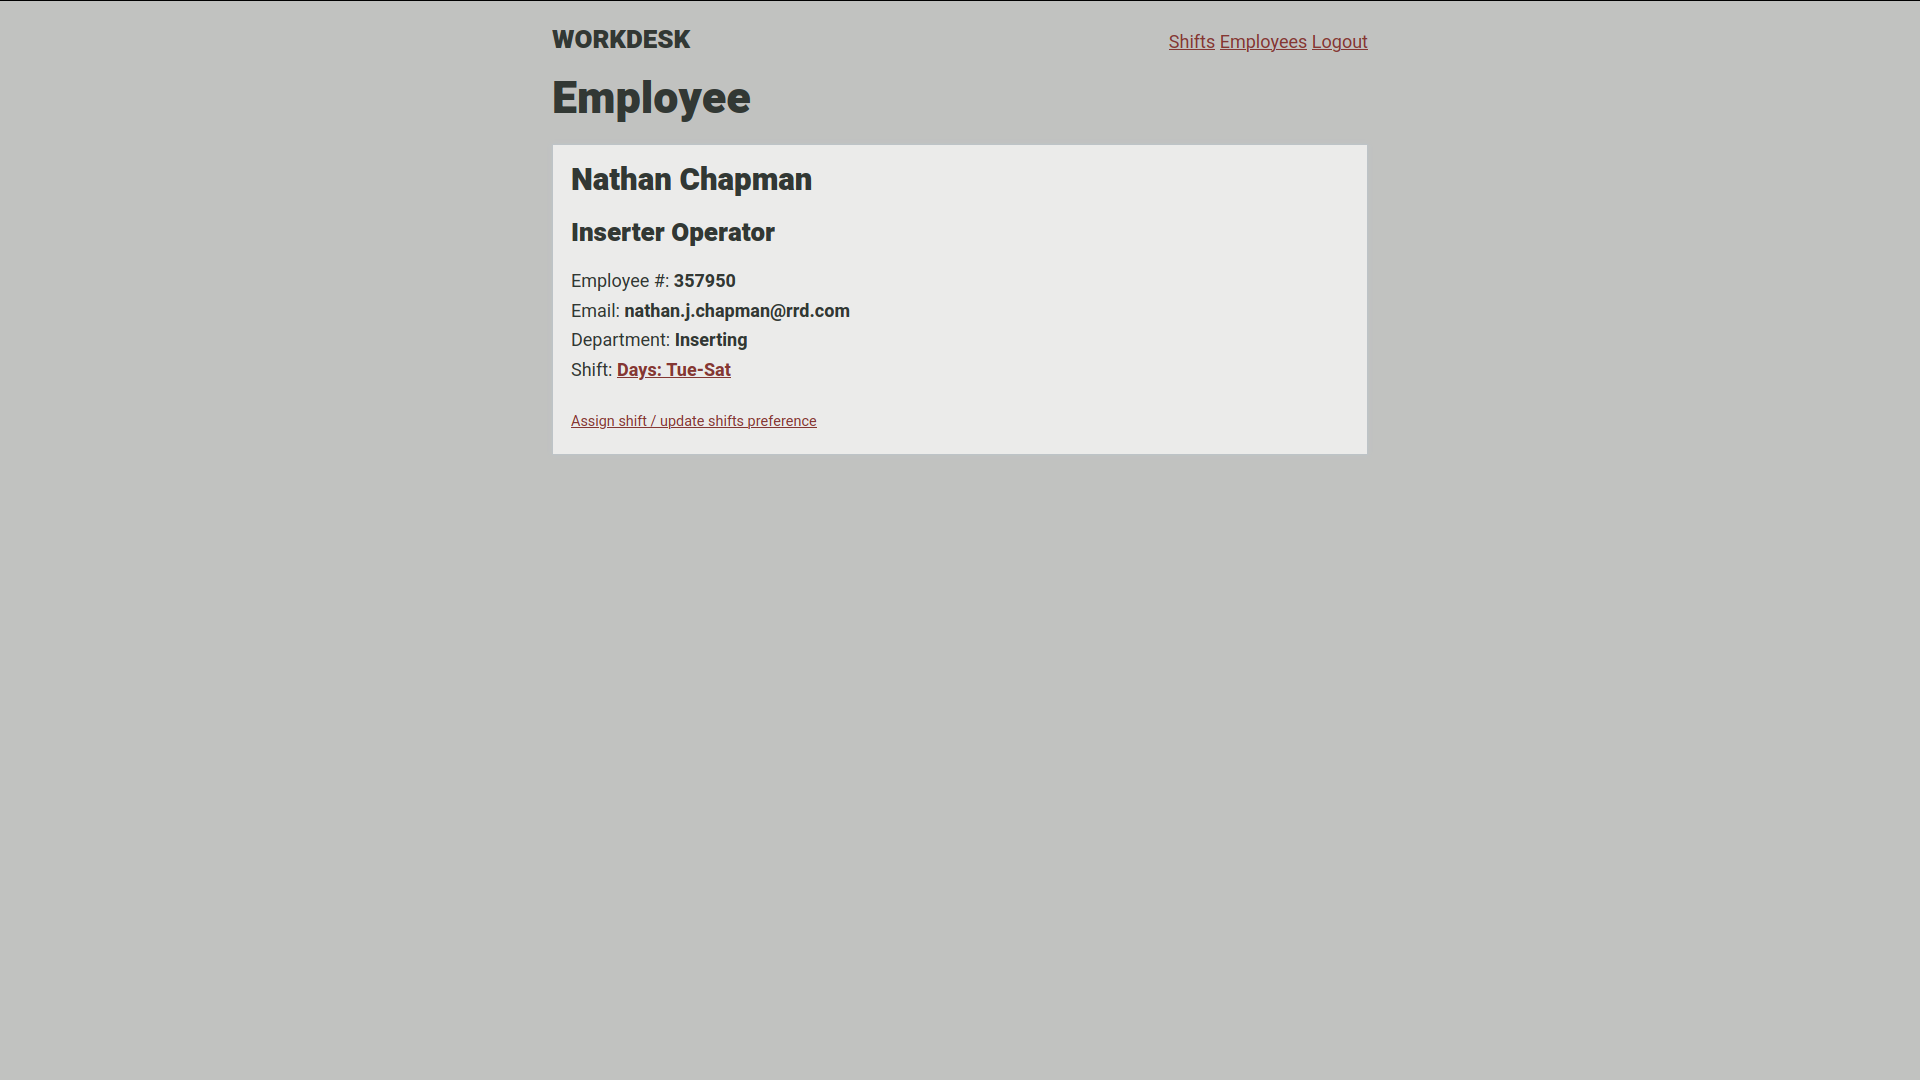 WORKDESK
Shifts Employees Logout
Employee
Nathan Chapman
Inserter Operator
Employee #: 357950
Email: nathan.j.chapman@rrd.com
Department: Inserting
Shift: Days: Tue-Sat
Assign shift / update shifts preference